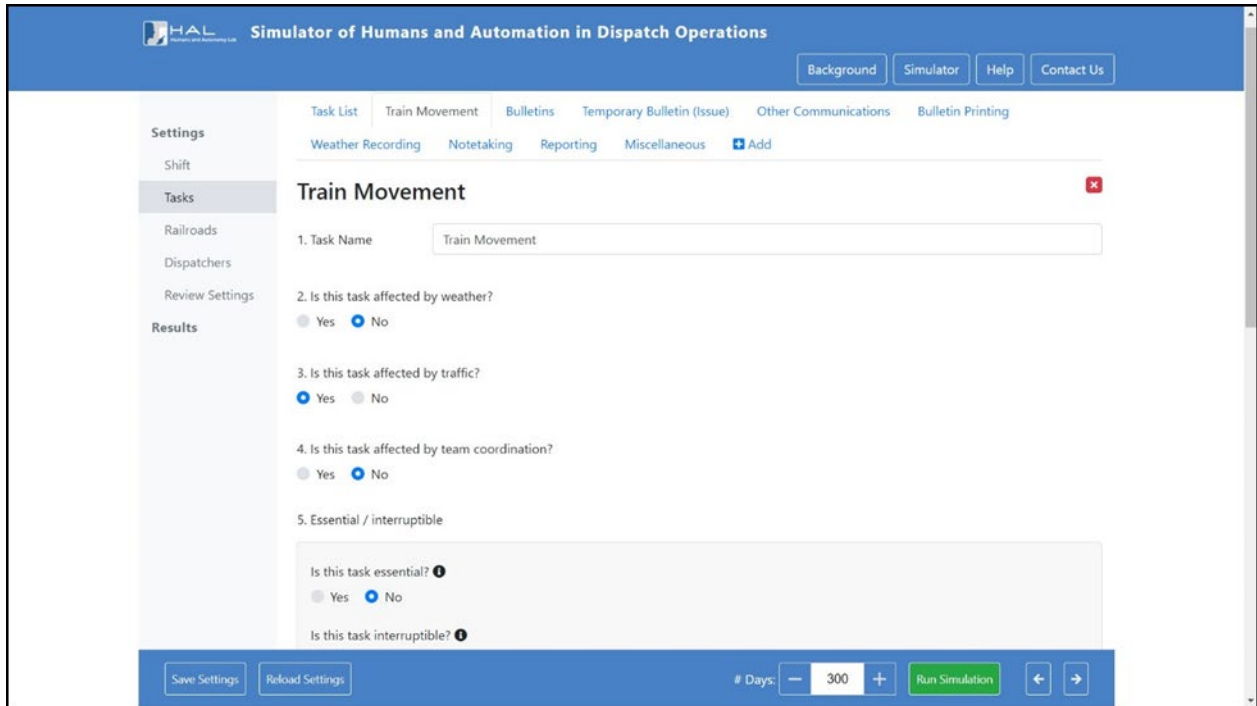 HAL
Humans and Autonomy Lab
Simulator of Humans and Automation in Dispatch Operations
Background
Simulator
Help
Contact Us
Settings
Shift
Tasks
Railroads
Dispatchers
Review Settings
Results
Task List
Train Movement
Bulletins
Temporary Bulletin (Issue)
Other Communications
Bulletin Printing
Weather Recording
Notetaking
Reporting
Miscellaneous
Add
Train Movement
1. Task Name
Train Movement
2. Is this task affected by weather?
Yes No
3. Is this task affected by traffic?
Yes No
4. Is this task affected by team coordination?
Yes No
5. Essential / interruptible
Is this task essential?
Yes No
Is this task interruptible?
Save Settings
Reload Settings
# Days: 300
Run Simulation